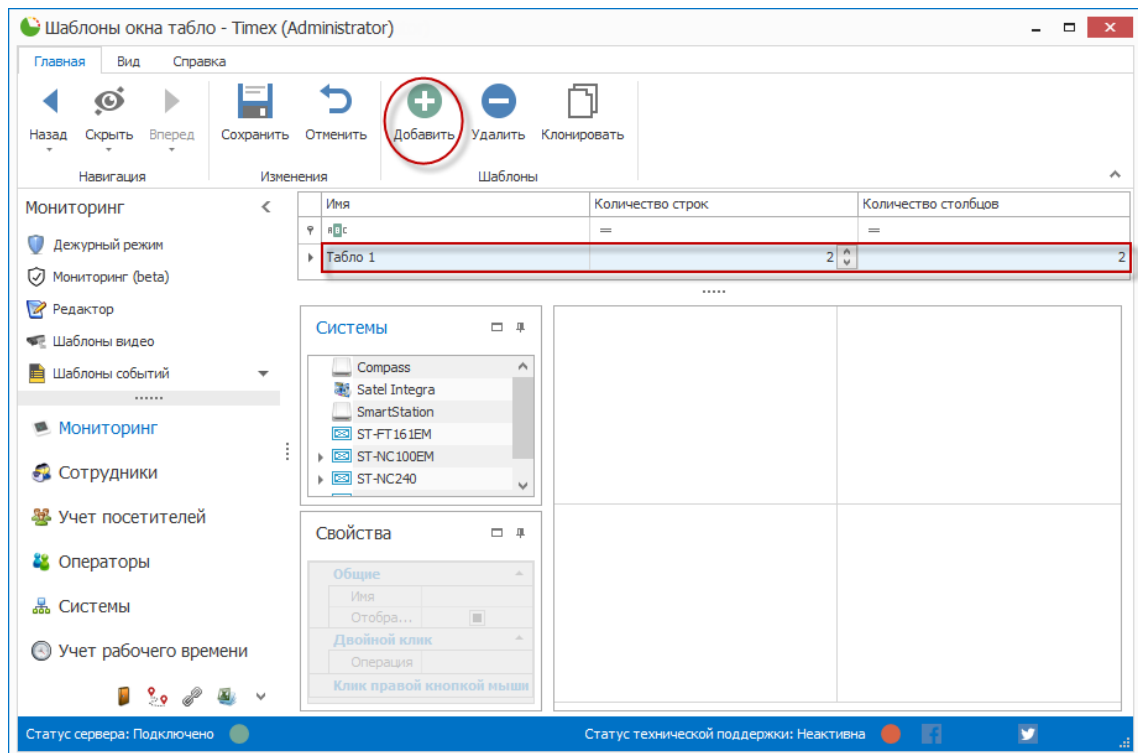 Шаблоны окна табло - Timex (Administrator)
Главная Вид Справка
Назад Скрыть Вперед Сохранить Отменить Добавить Удалить Клонировать
Навигация Изменения Шаблоны
Мониторинг
Дежурный режим
Мониторинг (beta)
Редактор
Шаблоны видео
Шаблоны событий
Мониторинг
Сотрудники
Учет посетителей
Операторы
Системы
Учет рабочего времени
Имя Количество строк Количество столбцов
= =
Табло 1 2 2
Системы
Compass
Satel Integra
SmartStation
ST-FT161EM
ST-NC100EM
ST-NC240
Свойства
Общие
Имя
Отобра...
Двойной клик
Операция
Клик правой кнопкой мыши
Статус сервера: Подключено Статус технической поддержки: Неактивна